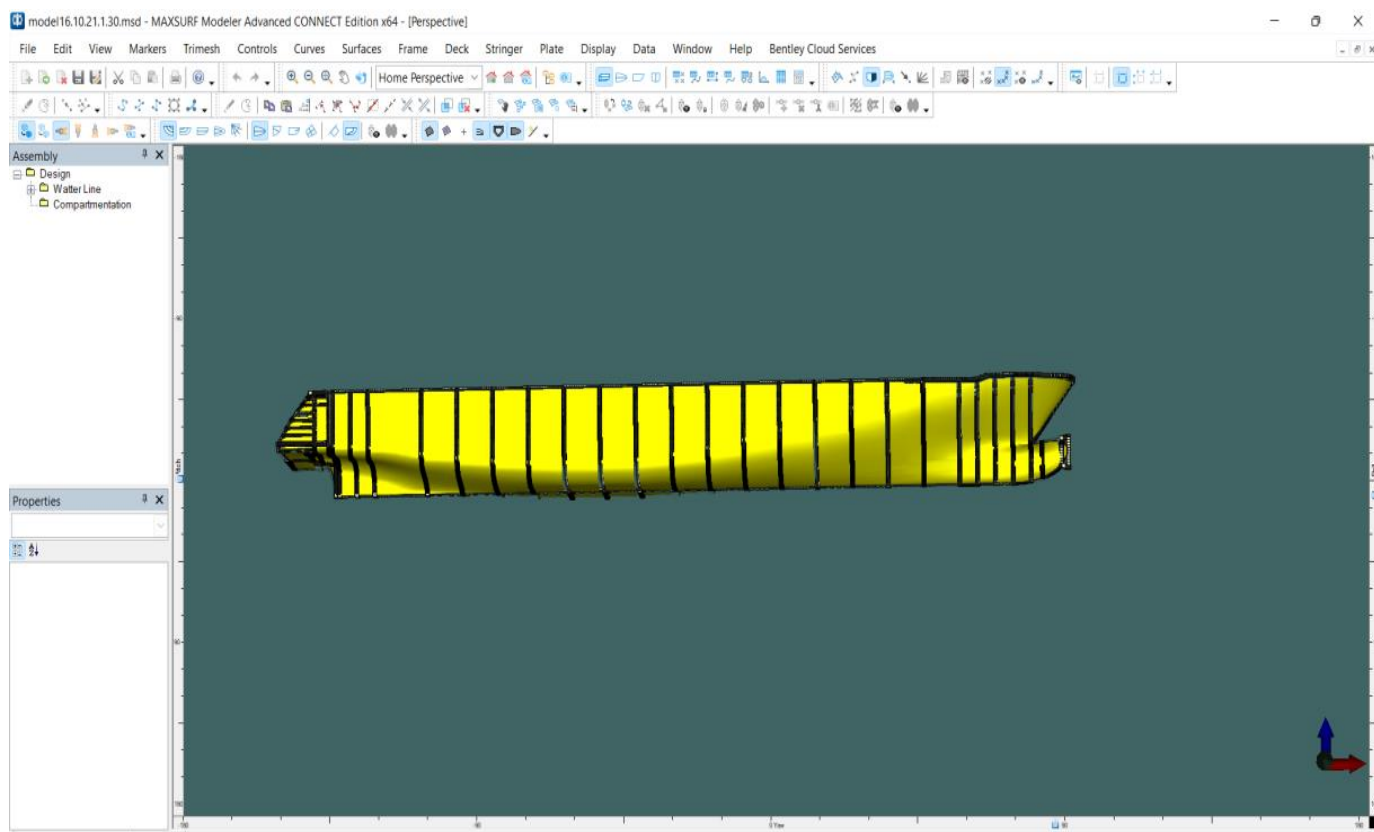 model16.10.21.1.30.msd - MAXSURF Modeler Advanced CONNECT Edition x64 - [Perspective]
File Edit View Markers Trimesh Controls Curves Surfaces Frame Deck Stringer Plate Display Data Window Help Bentley Cloud Services
Home Perspective
Assembly
Design
Watter Line
Compartmentation
Properties